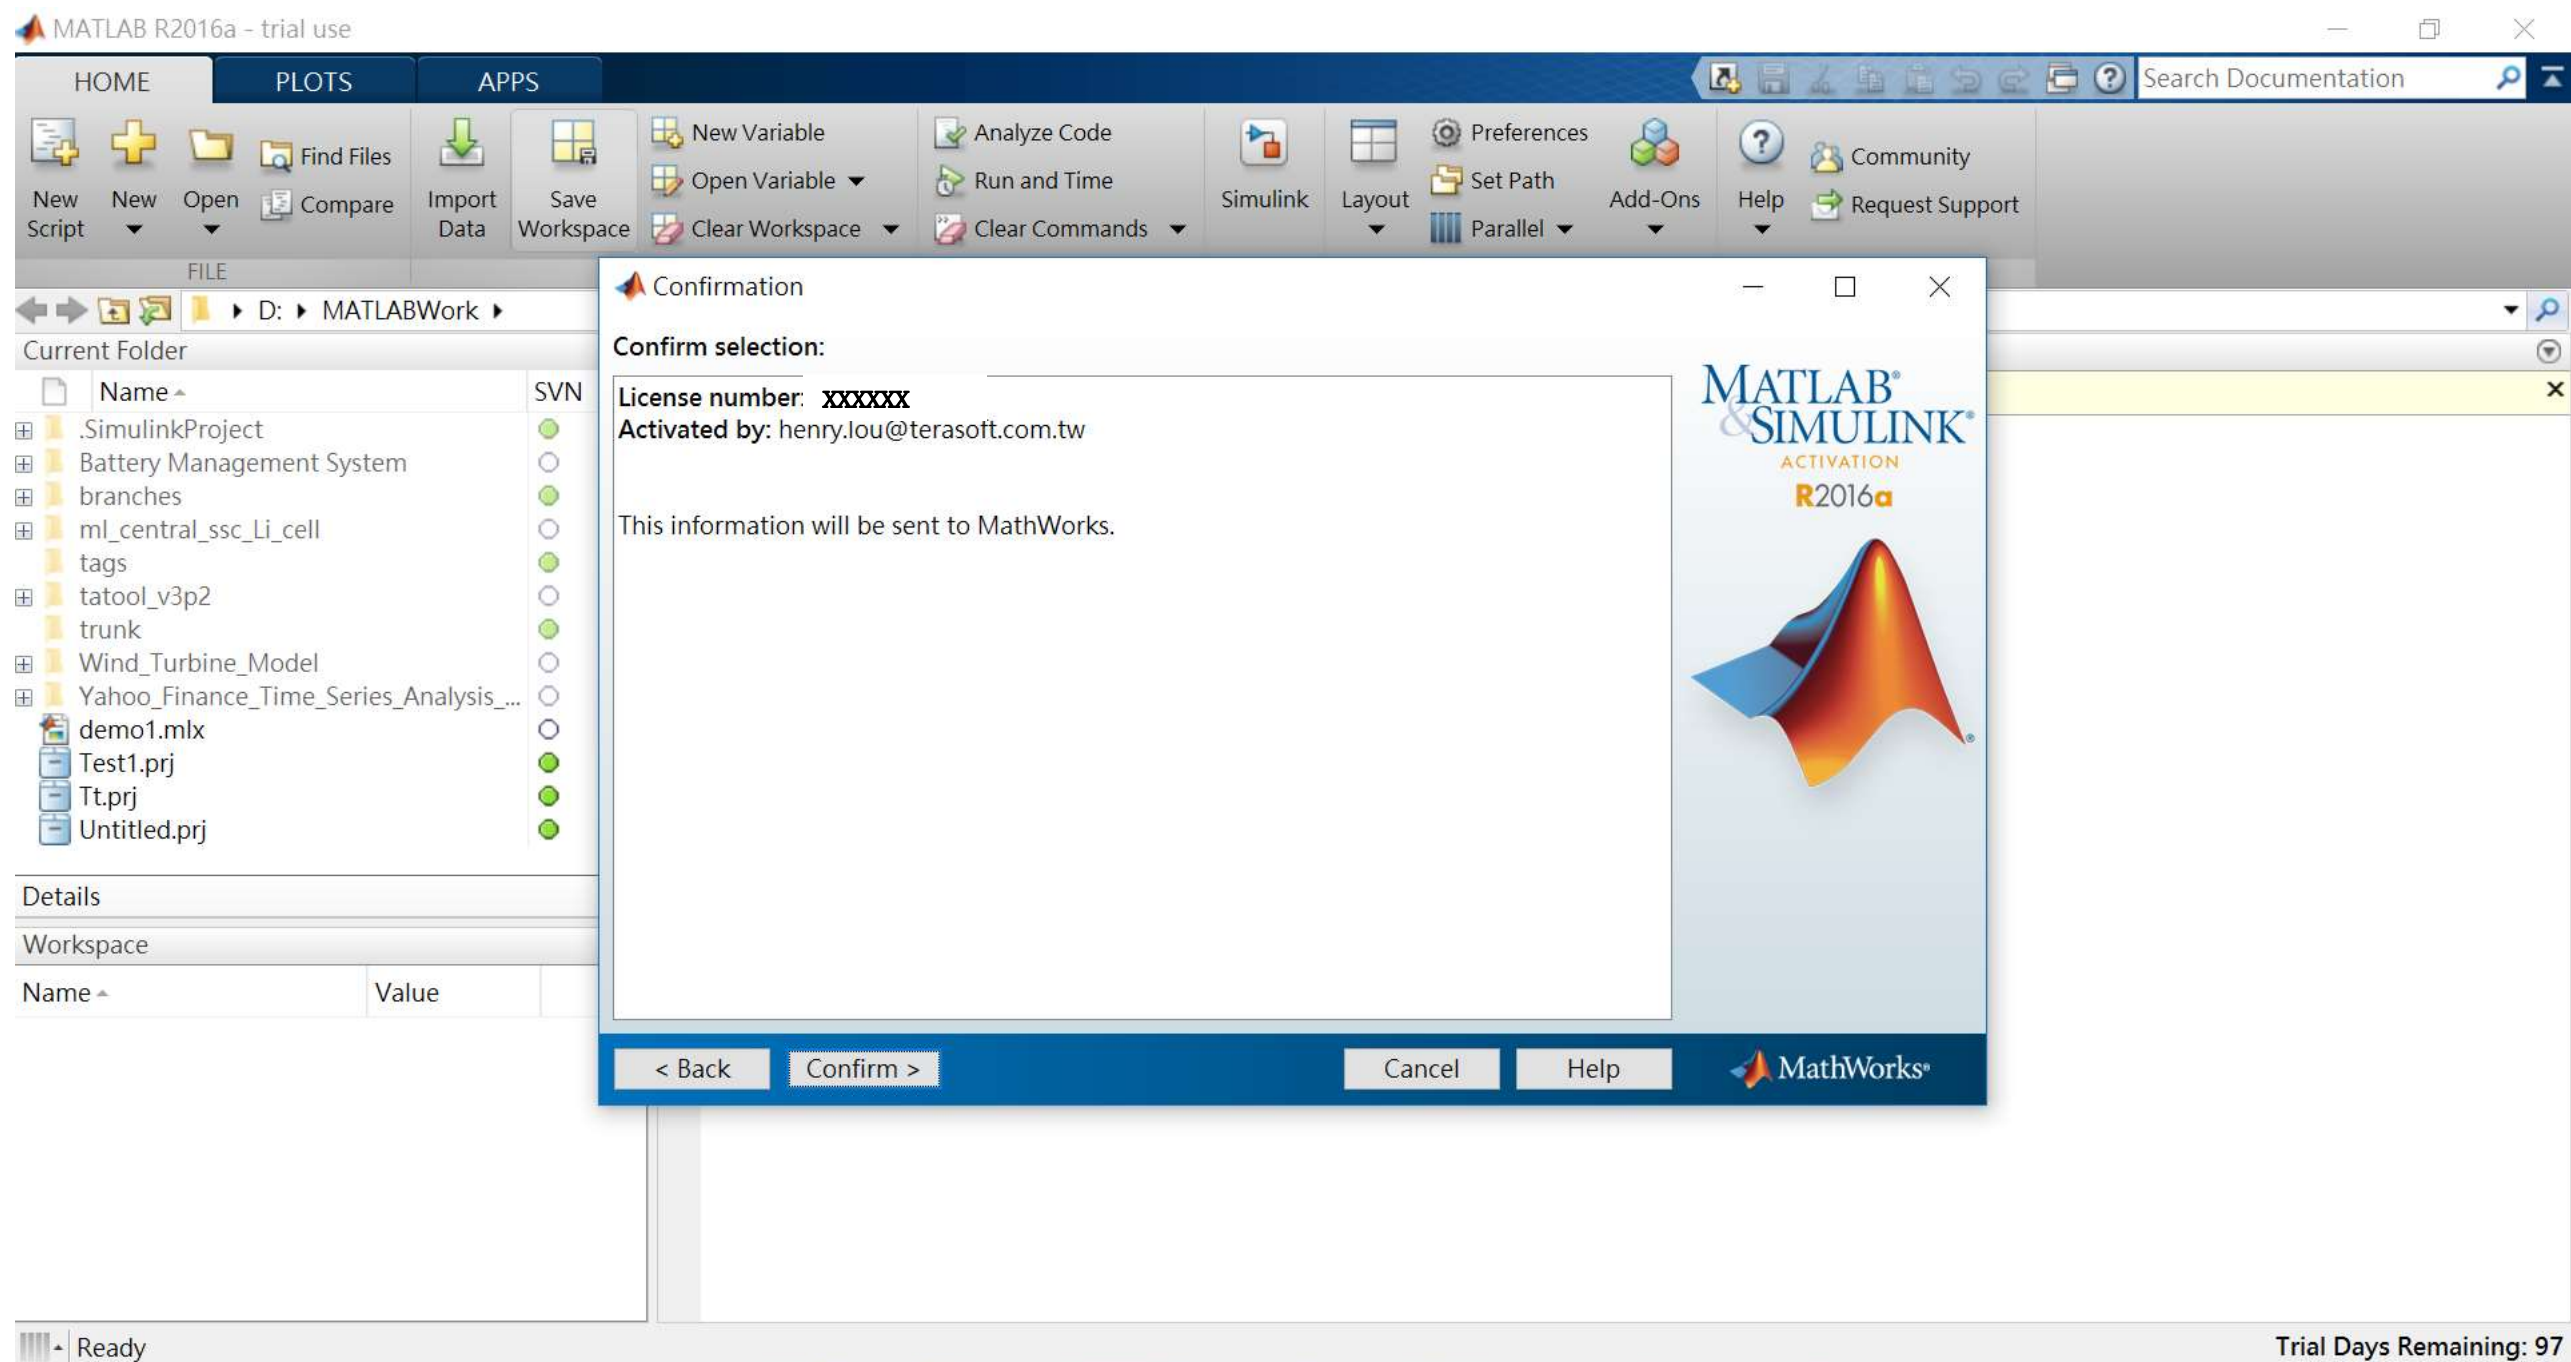 MATLAB R2016a - trial use
HOME PLOTS APPS
Search Documentation
New Script
New
Open
Find Files
Compare
Import Data
Save Workspace
New Variable
Open Variable
Clear Workspace
Analyze Code
Run and Time
Clear Commands
Simulink
Layout
Preferences
Set Path
Parallel
Add-Ons
Help
Community
Request Support
FILE
D: MATLABWork
Current Folder
Name SVN
.SimulinkProject
Battery Management System
branches
ml_central_ssc_Li_cell
tags
tatool_v3p2
trunk
Wind_Turbine_Model
Yahoo_Finance_Time_Series_Analysis_...
demo1.mlx
Test1.prj
Tt.prj
Untitled.prj
Details
Workspace
Name Value
Confirmation
Confirm selection:
License number: XXXXXX
Activated by: henry.lou@terasoft.com.tw
This information will be sent to MathWorks.
MATLAB®
&SIMULINK®
ACTIVATION
R2016a
®
< Back
Confirm >
Cancel
Help
MathWorks®
Ready
Trial Days Remaining: 97